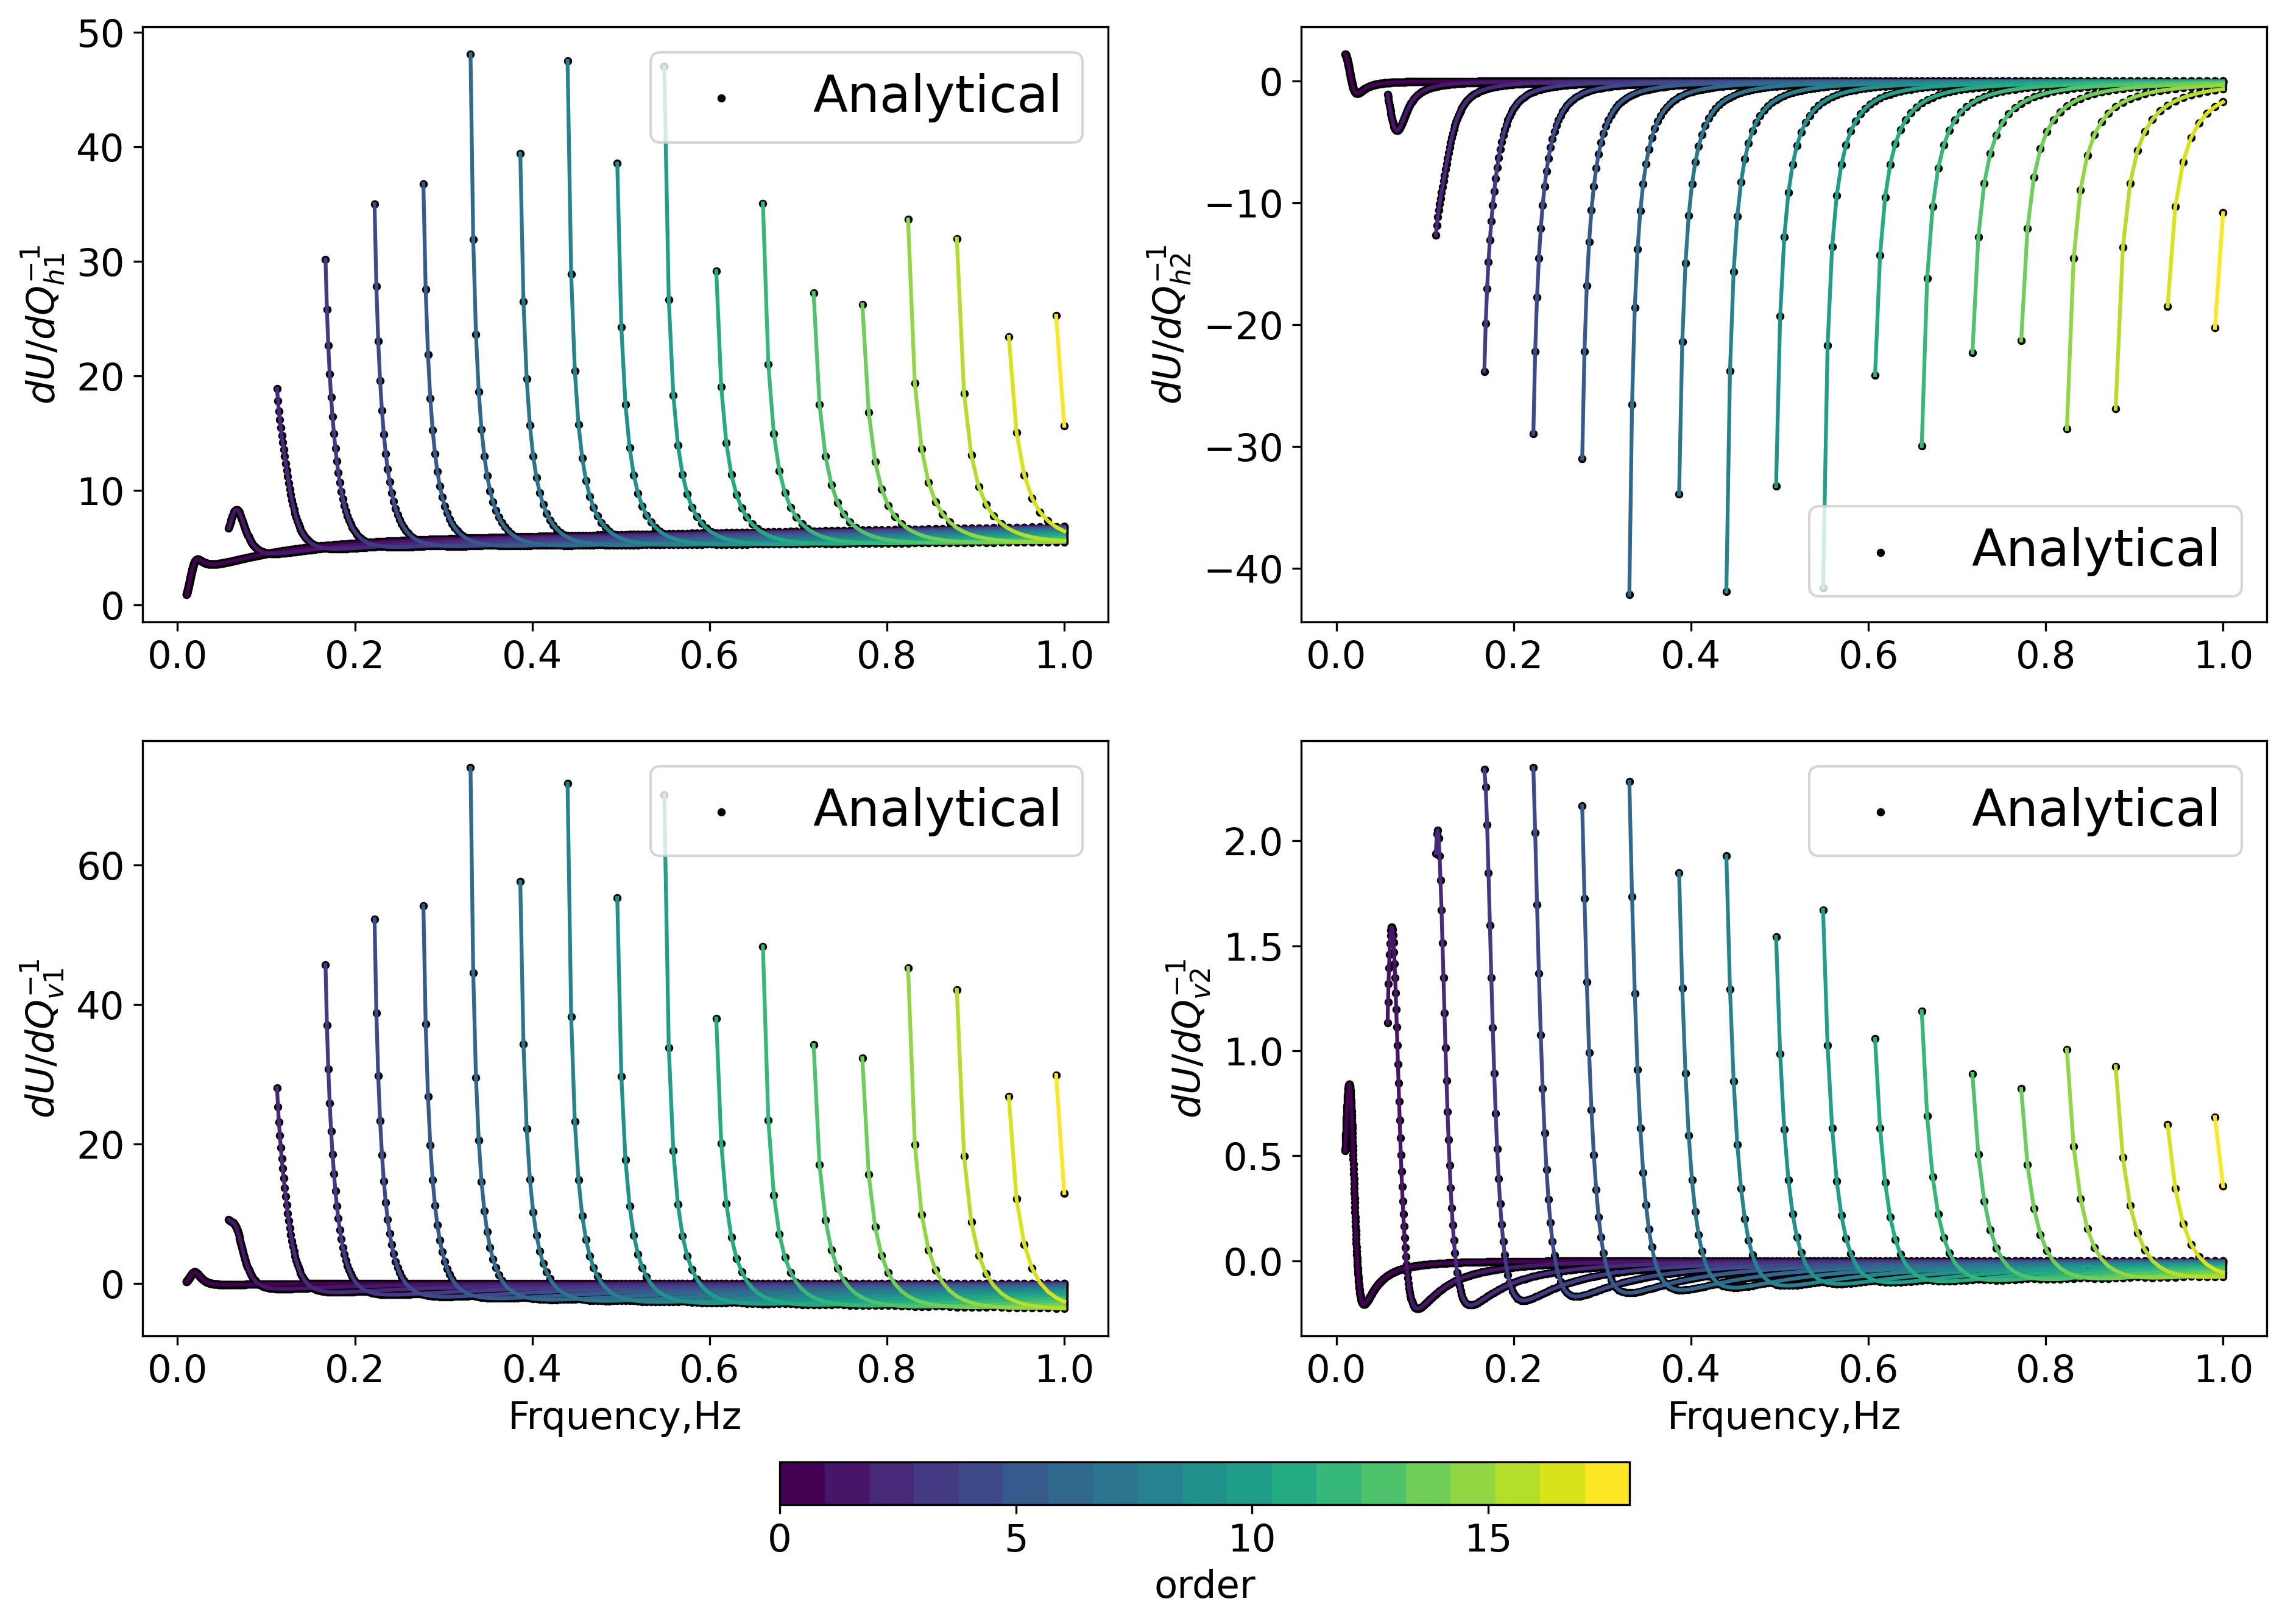 50
40
30
20
10
0
dU/dQ_{h1}^{-1}
Analytical
0.0 0.2 0.4 0.6 0.8 1.0
0
−10
−20
−30
−40
dU/dQ_{h2}^{-1}
Analytical
0.0 0.2 0.4 0.6 0.8 1.0
60
40
20
0
dU/dQ_{v1}^{-1}
Analytical
0.0 0.2 0.4 0.6 0.8 1.0
Frquency,Hz
2.0
1.5
1.0
0.5
0.0
dU/dQ_{v2}^{-1}
Analytical
0.0 0.2 0.4 0.6 0.8 1.0
Frquency,Hz
0 5 10 15
order